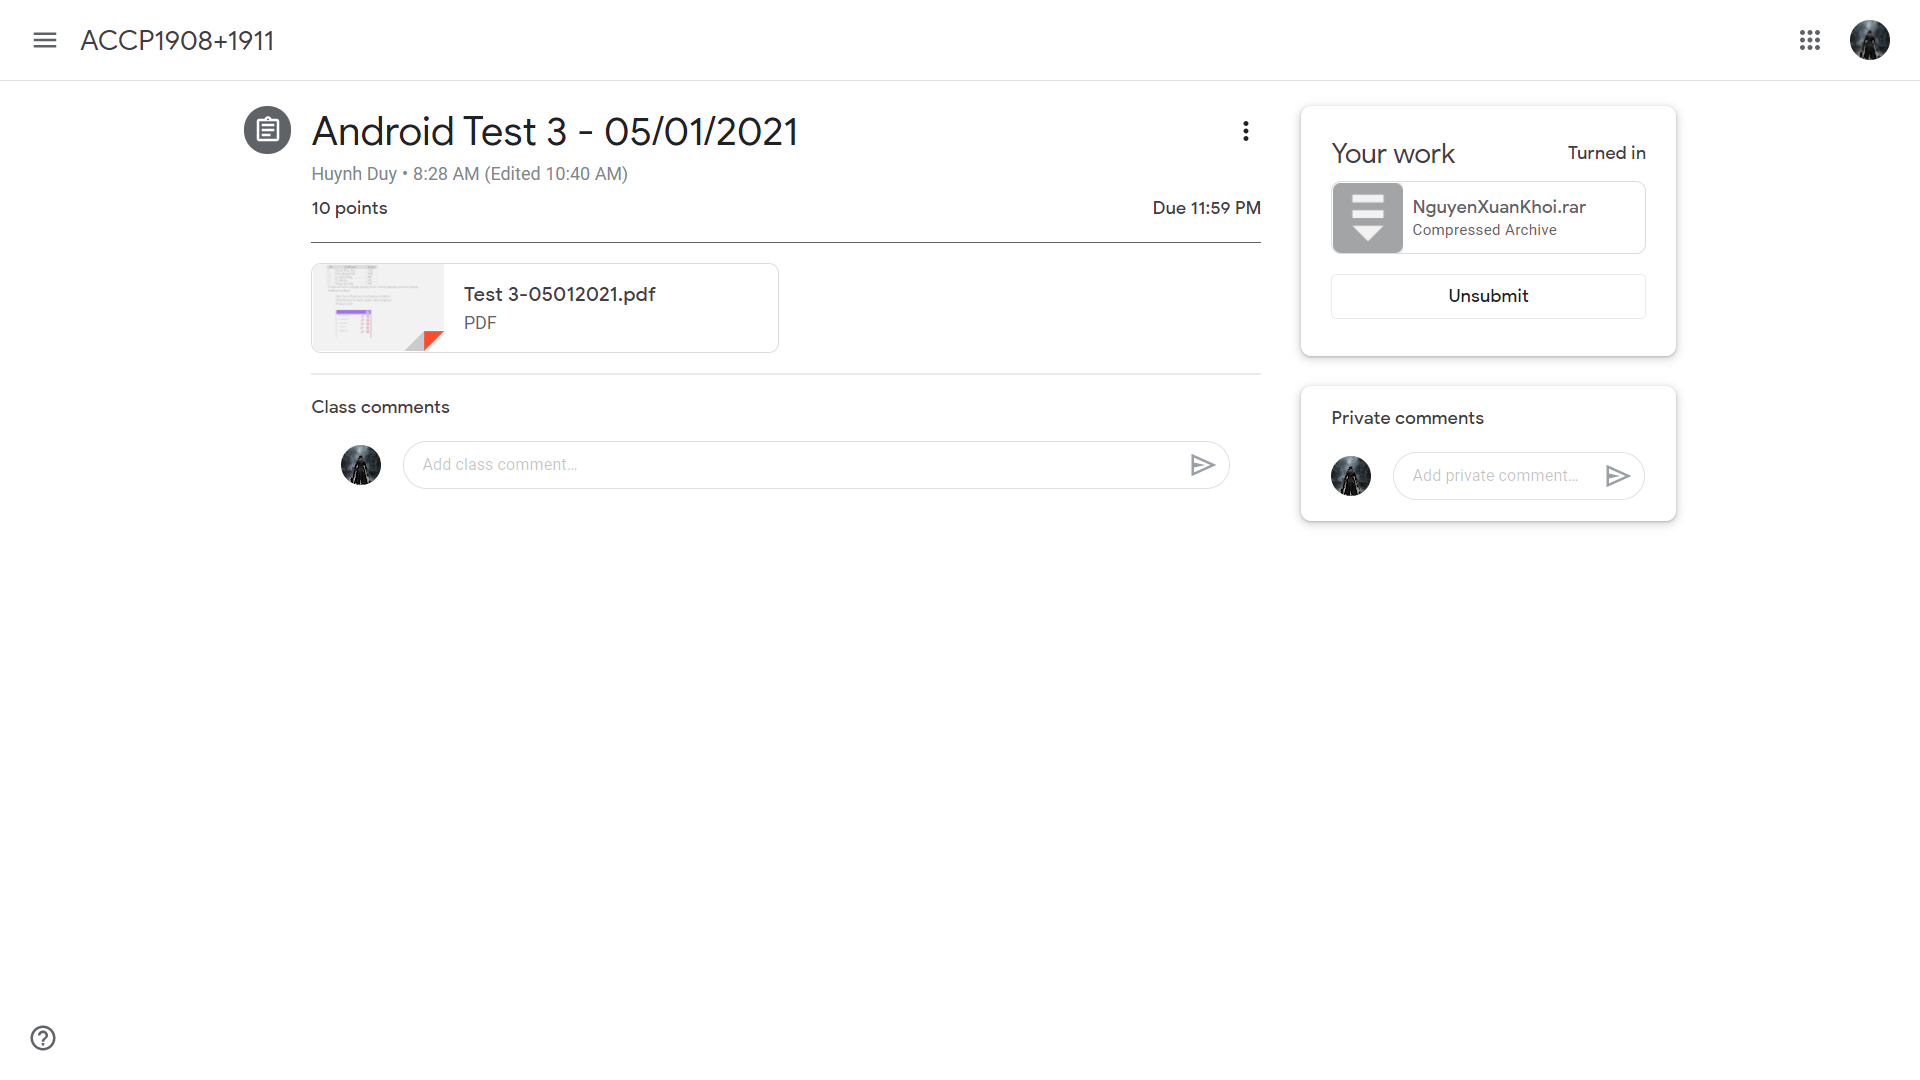 ACCP1908+1911
Android Test 3 - 05/01/2021
Huynh Duy • 8:28 AM (Edited 10:40 AM)
10 points
Due 11:59 PM
Test 3-05012021.pdf
PDF
Class comments
Add class comment...
Your work
Turned in
NguyenXuanKhoi.rar
Compressed Archive
Unsubmit
Private comments
Add private comment...